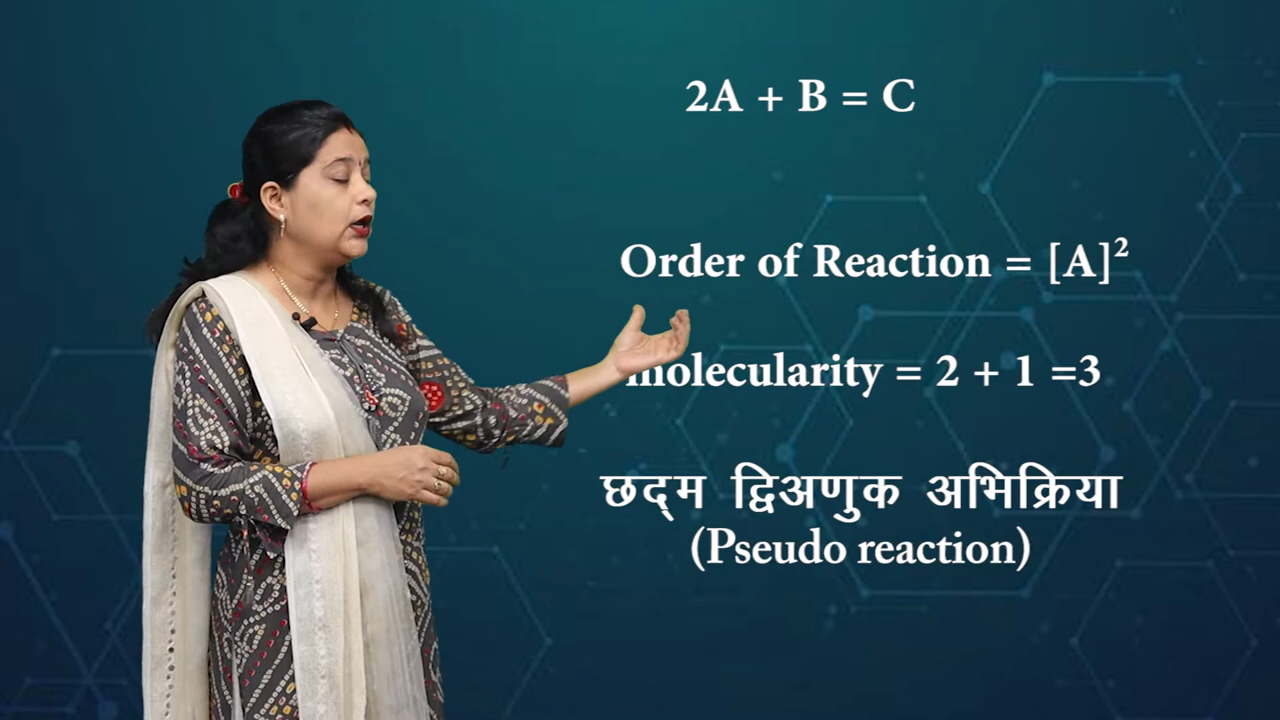 2A + B = C
Order of Reaction = [A]²
molecularity = 2 + 1 =3
छद्म द्विअणुक अभिक्रिया
(Pseudo reaction)